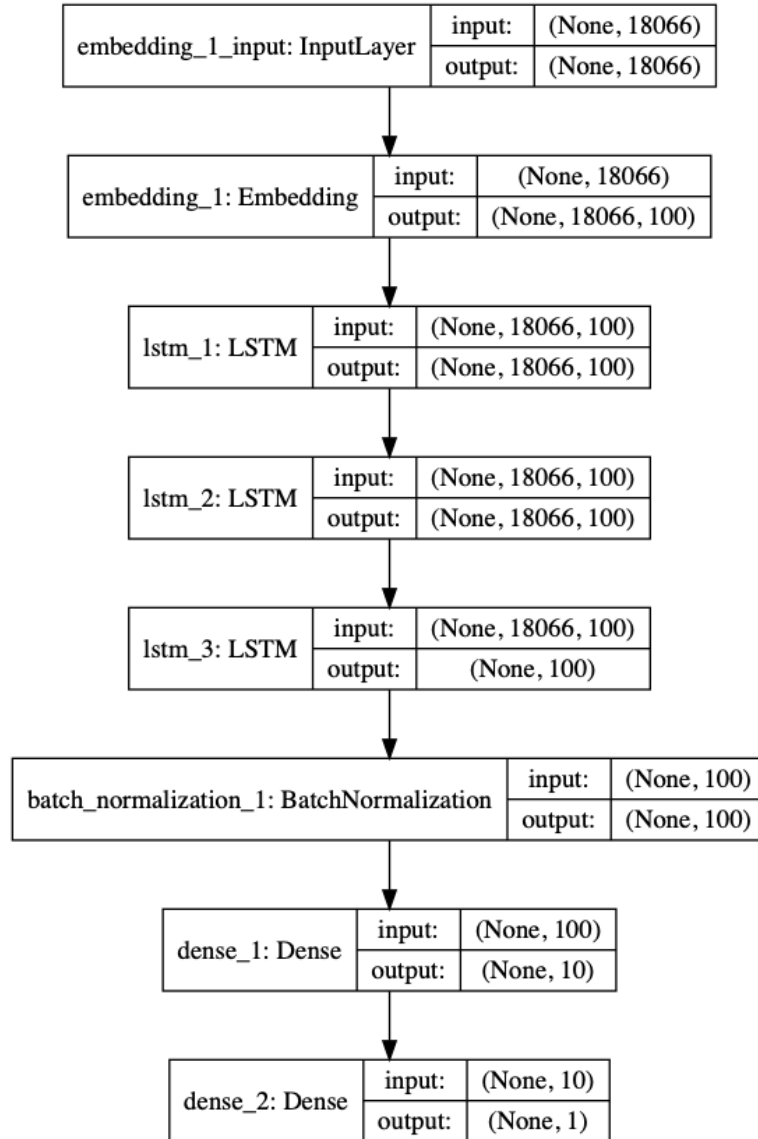 embedding_1_input: InputLayer input: (None, 18066)
output: (None, 18066)
embedding_1: Embedding input: (None, 18066)
output: (None, 18066, 100)
lstm_1: LSTM input: (None, 18066, 100)
output: (None, 18066, 100)
lstm_2: LSTM input: (None, 18066, 100)
output: (None, 18066, 100)
lstm_3: LSTM input: (None, 18066, 100)
output: (None, 100)
batch_normalization_1: BatchNormalization input: (None, 100)
output: (None, 100)
dense_1: Dense input: (None, 100)
output: (None, 10)
dense_2: Dense input: (None, 10)
output: (None, 1)